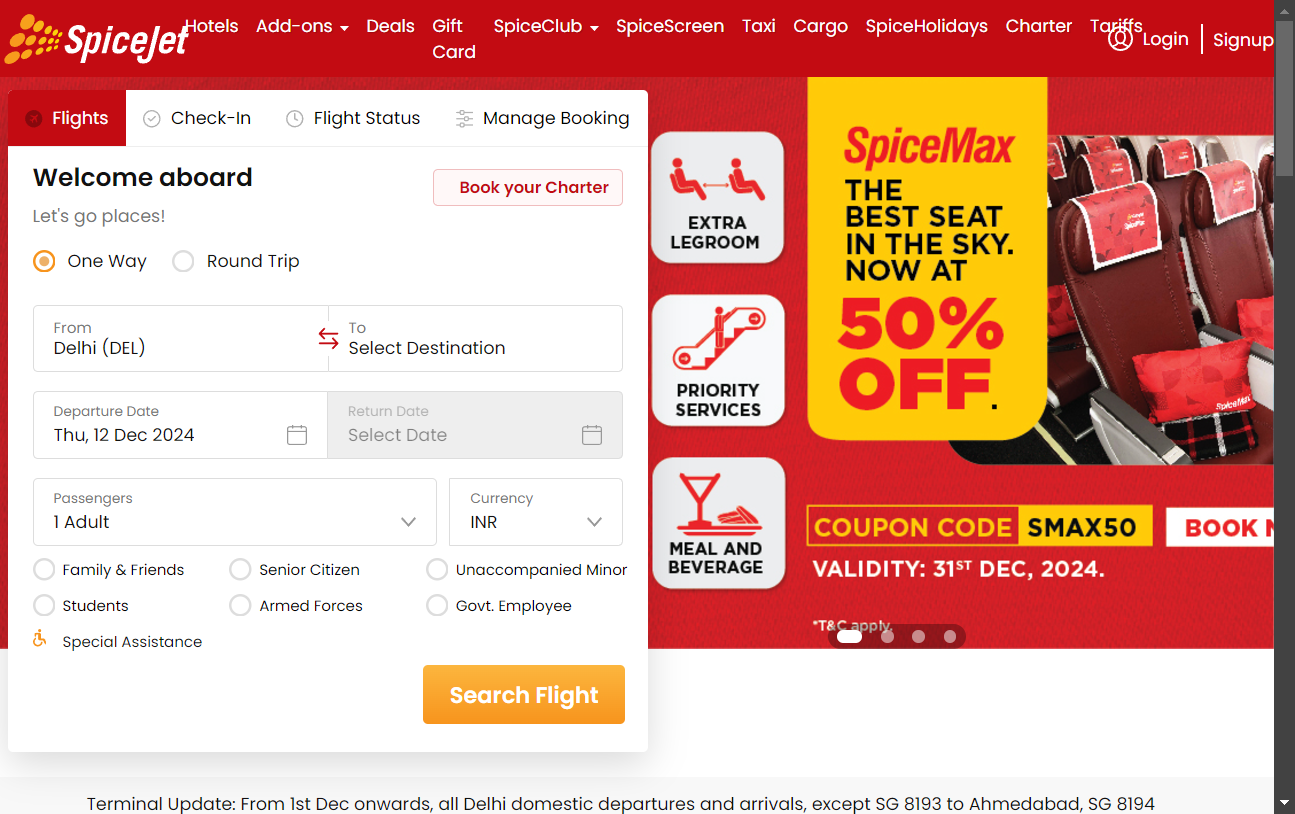 SpiceJet
Hotels Add-ons Deals Gift Card SpiceClub SpiceScreen Taxi Cargo SpiceHolidays Charter Tariffs
Login Signup
Flights Check-In Flight Status Manage Booking
Welcome aboard
Book your Charter
Let's go places!
One Way Round Trip
From
Delhi (DEL)
To
Select Destination
Departure Date
Thu, 12 Dec 2024
Return Date
Select Date
Passengers
1 Adult
Currency
INR
Family & Friends Senior Citizen Unaccompanied Minor
Students Armed Forces Govt. Employee
Special Assistance
Search Flight
EXTRA
LEGROOM
PRIORITY
SERVICES
MEAL AND
BEVERAGE
SpiceMax
THE
BEST SEAT
IN THE SKY.
NOW AT
50%
OFF.
SpiceMax
SpiceMax
COUPON CODE SMAX50
BOOK N
VALIDITY: 31ST DEC, 2024.
*T&C apply.
Terminal Update: From 1st Dec onwards, all Delhi domestic departures and arrivals, except SG 8193 to Ahmedabad, SG 8194